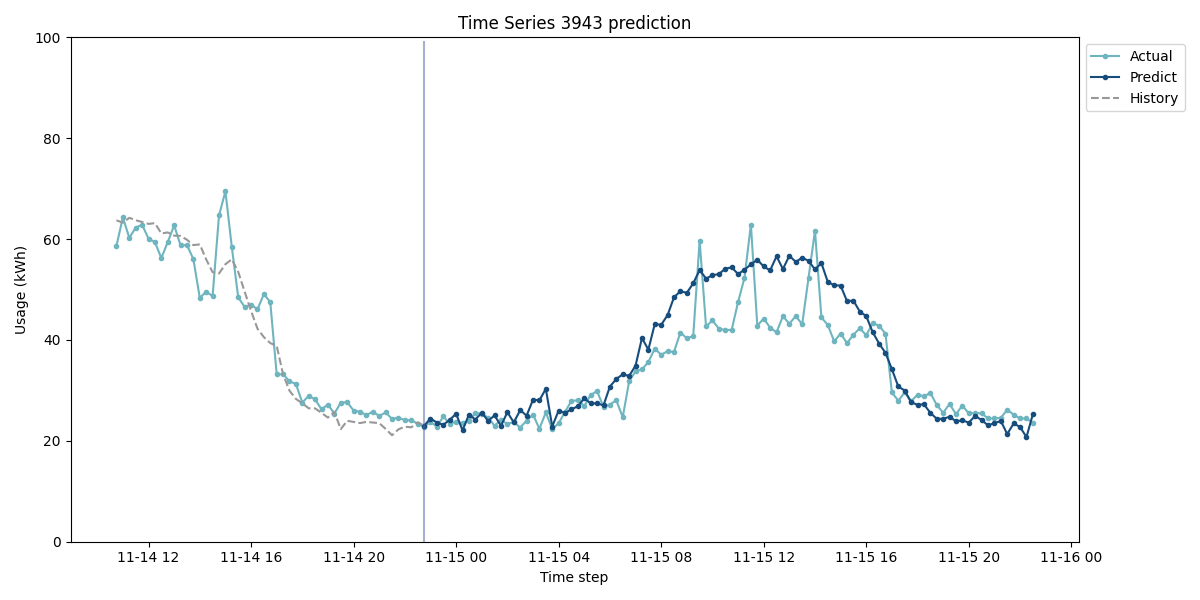 Time Series 3943 prediction
Usage (kWh)
100
80
60
40
20
0
11-14 12
11-14 16
11-14 20
11-15 00
11-15 04
11-15 08
11-15 12
11-15 16
11-15 20
11-16 00
Time step
Actual
Predict
History